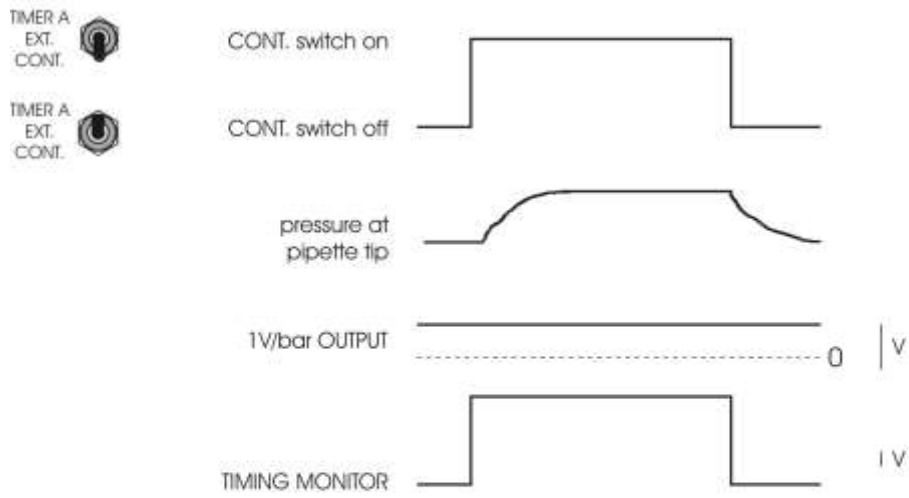 TIMER A
EXT.
CONT.
CONT. switch on
TIMER A
EXT.
CONT.
CONT. switch off
pressure at
pipette tip
1V/bar OUTPUT
0
V
TIMING MONITOR
V